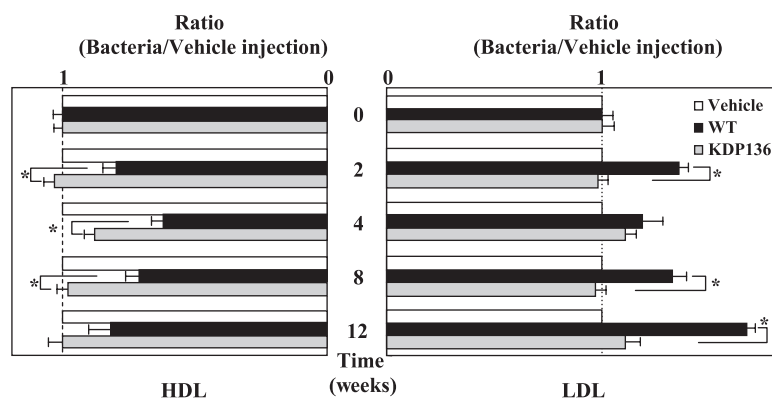 Ratio
(Bacteria/Vehicle injection)
1 0
Ratio
(Bacteria/Vehicle injection)
0 1
Vehicle
WT
KDP136
0
* 2 *
* 4
* 8 *
12 *
Time
(weeks)
HDL
LDL